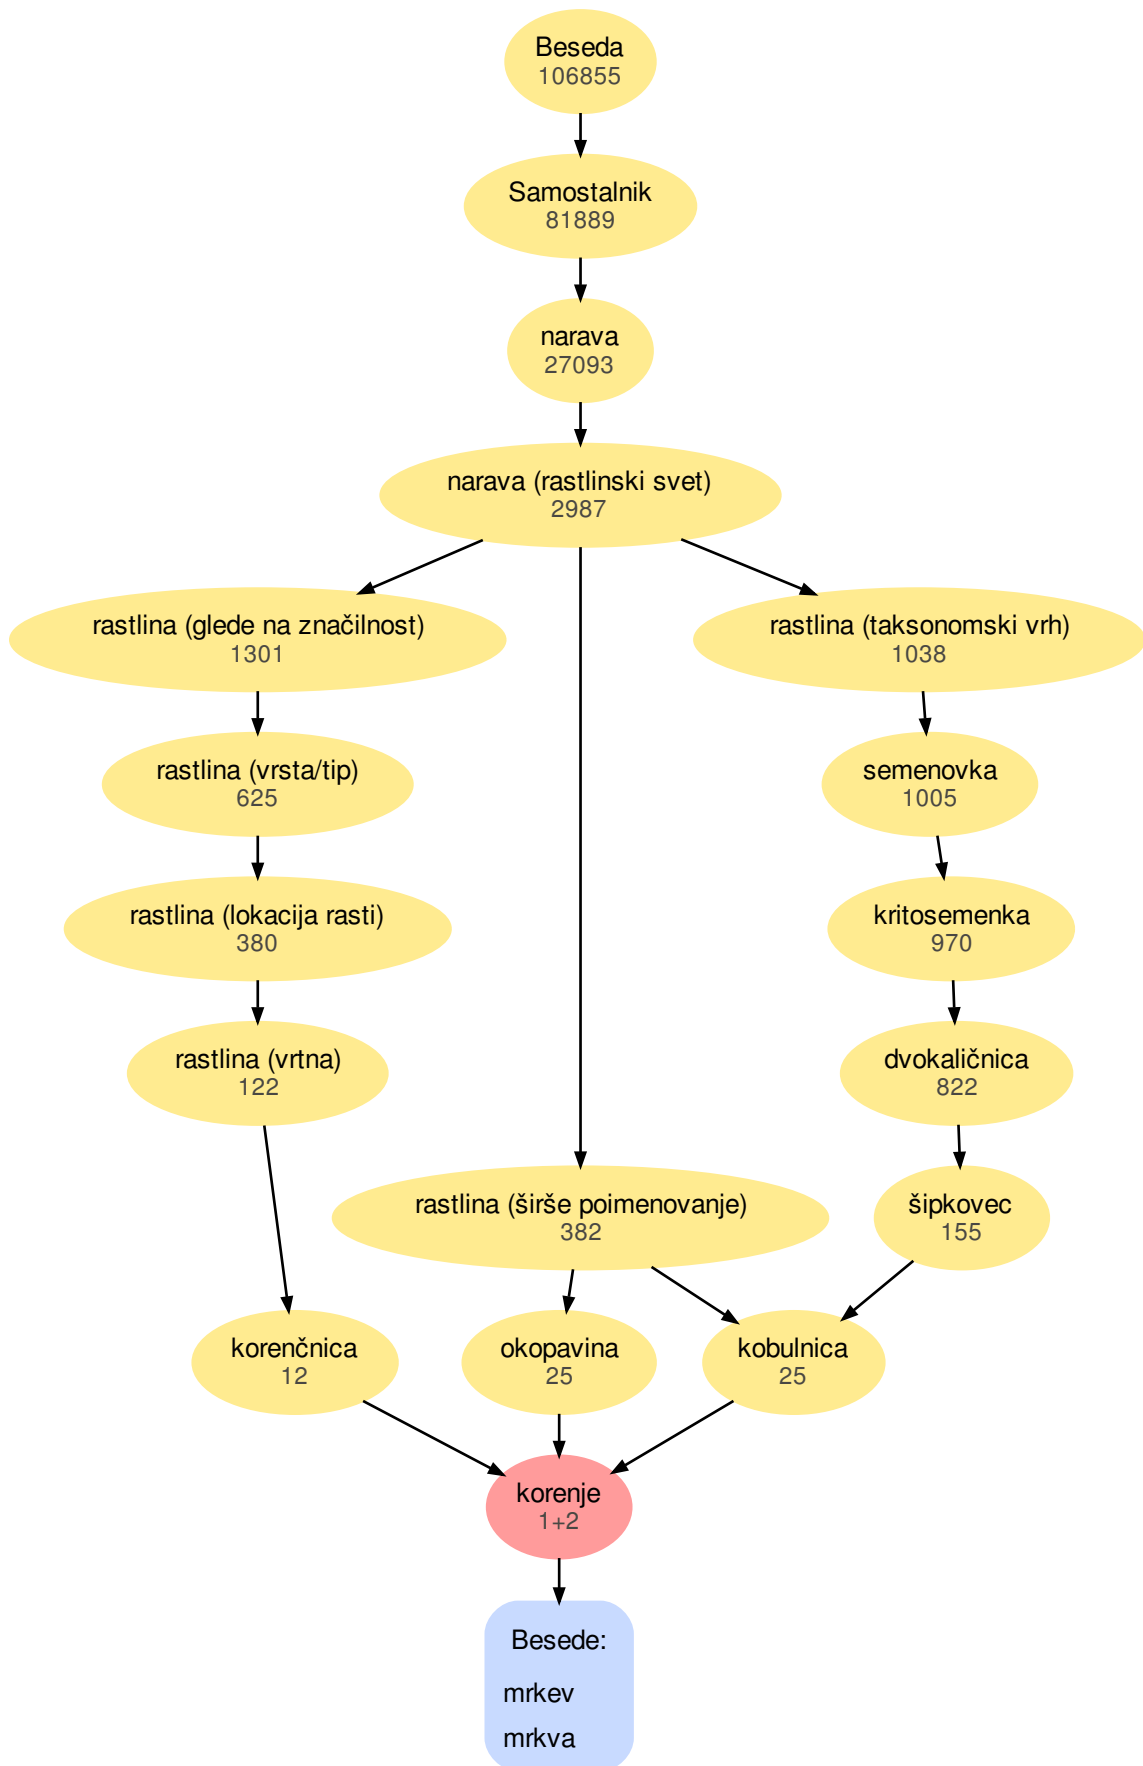 Beseda
106855
Samostalnik
81889
narava
27093
narava (rastlinski svet)
2987
rastlina (glede na značilnost)
1301
rastlina (taksonomski vrh)
1038
rastlina (vrsta/tip)
625
semenovka
1005
rastlina (lokacija rasti)
380
kritosemenka
970
rastlina (vrtna)
122
dvokaličnica
822
rastlina (širše poimenovanje)
382
šipkovec
155
korenčnica
12
okopavina
25
kobulnica
25
korenje
1+2
Besede:
mrkev
mrkva